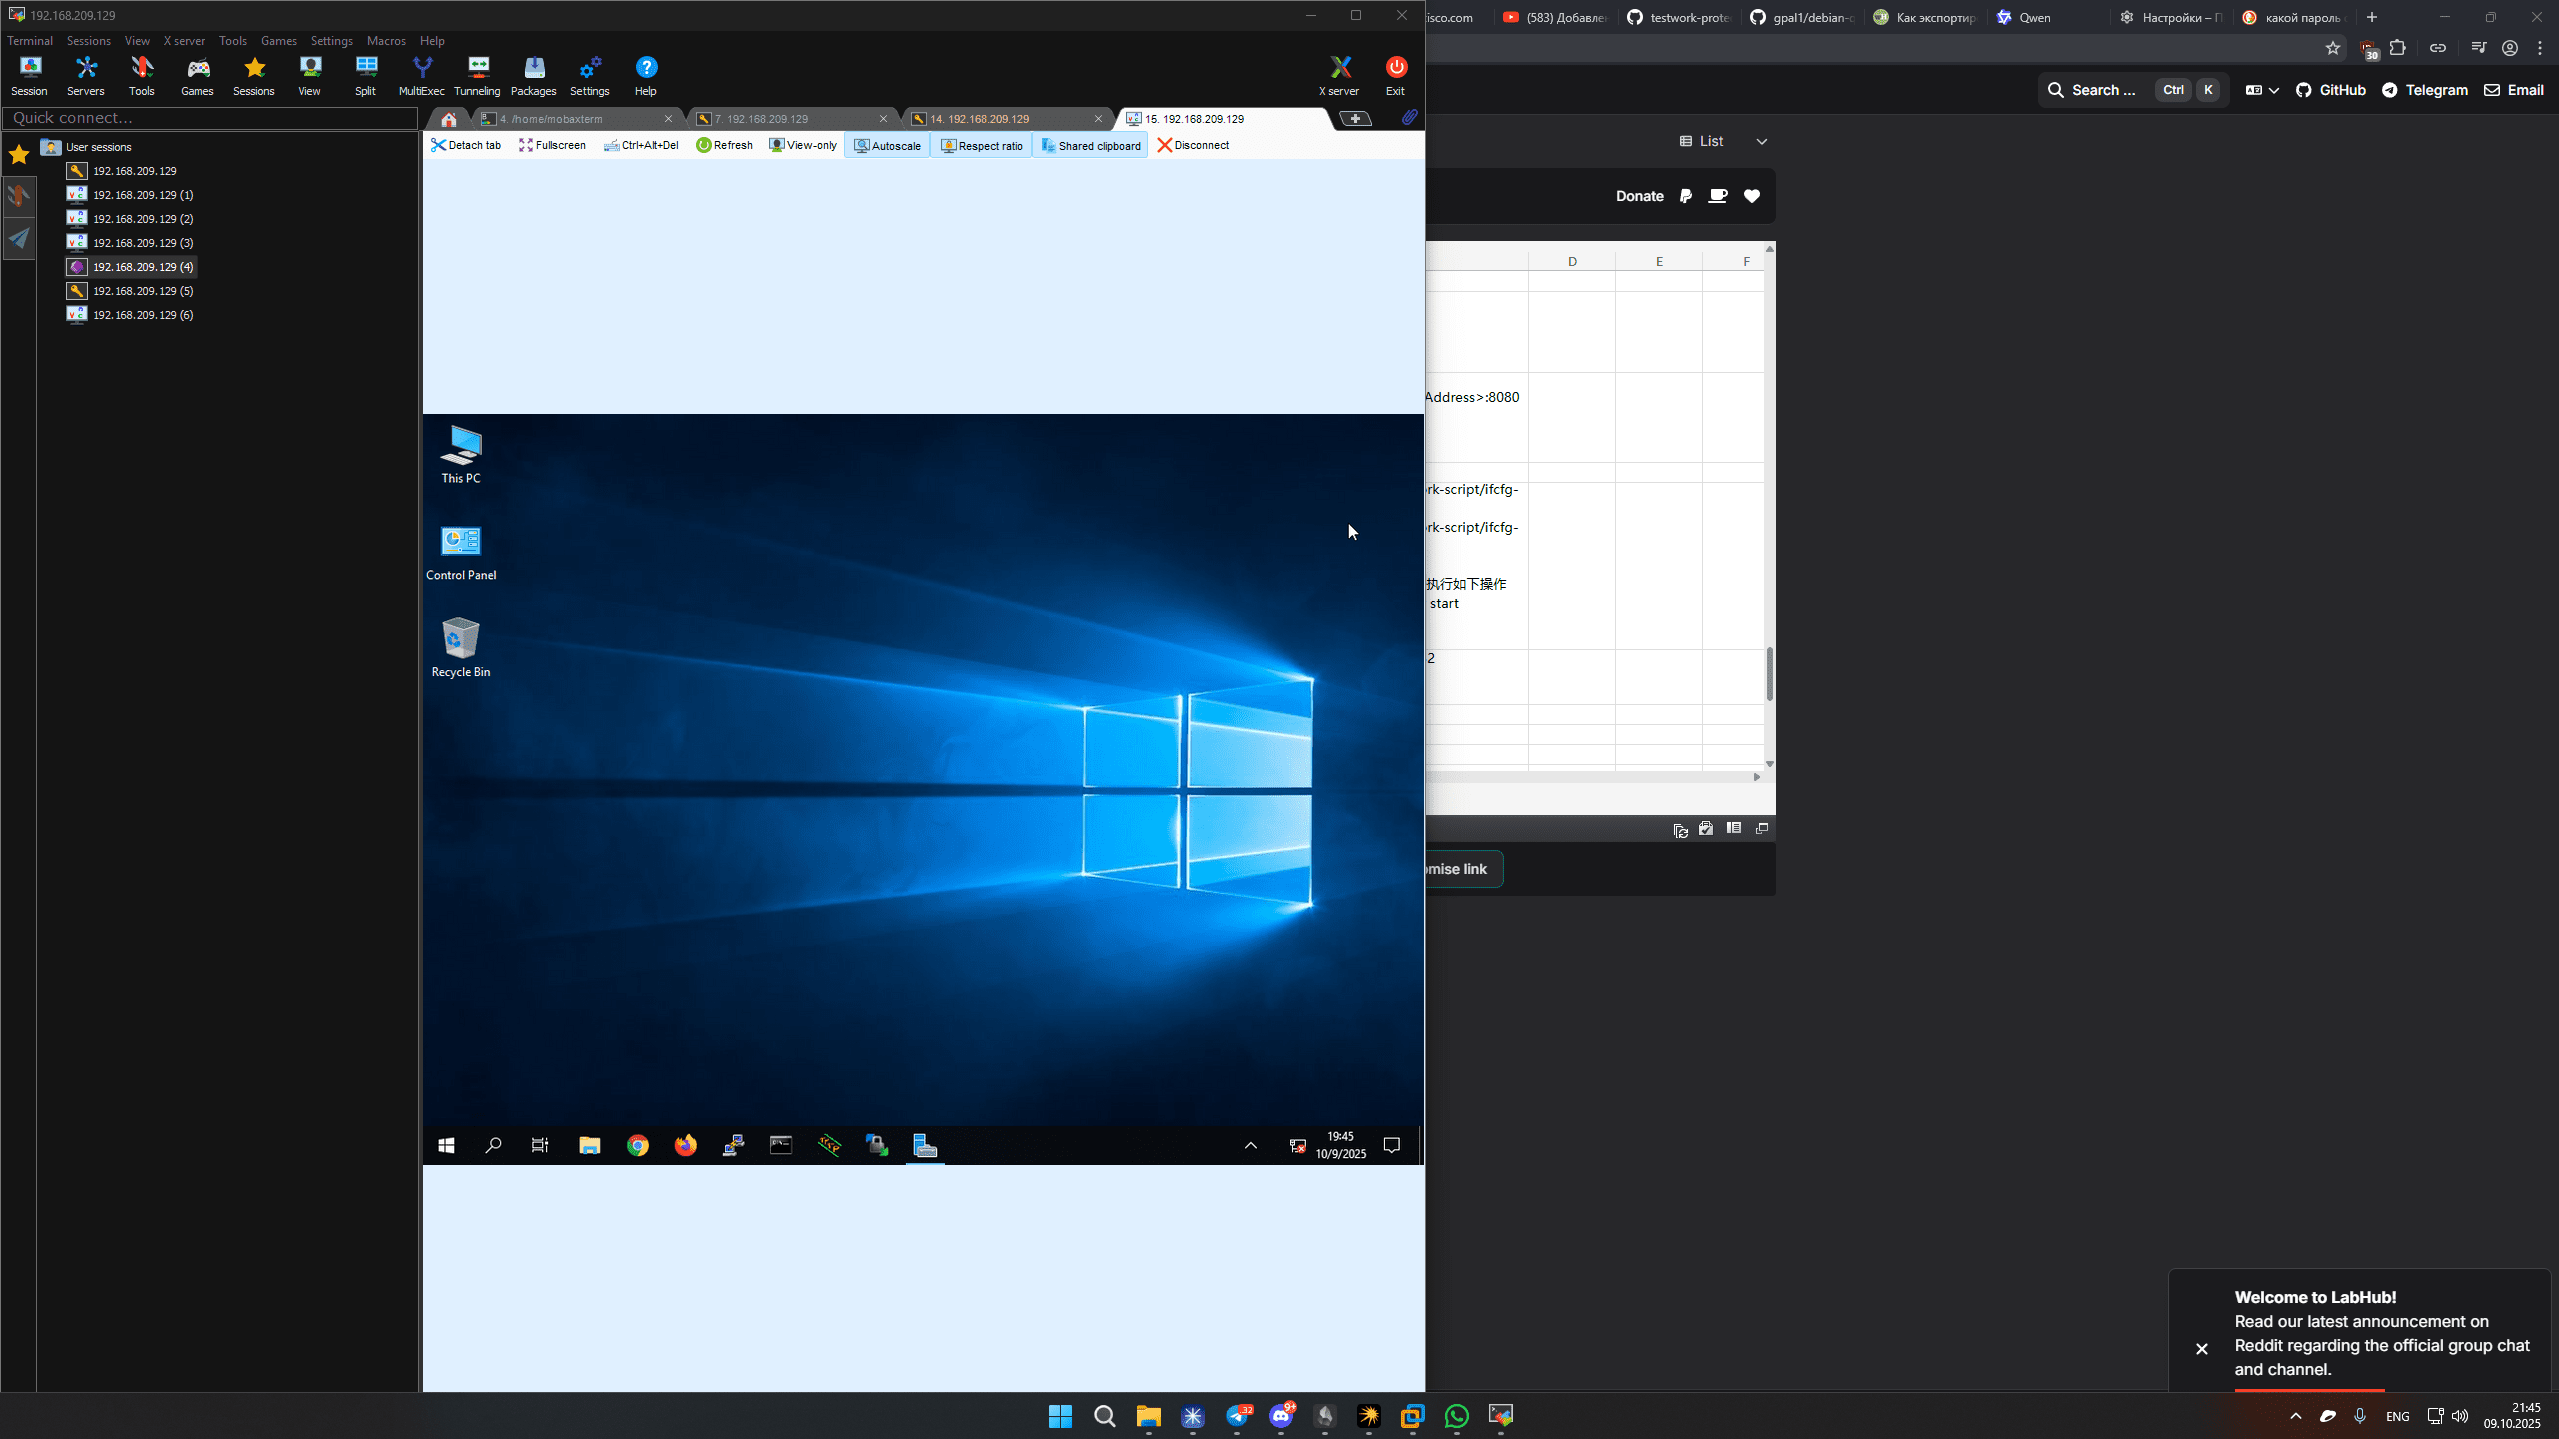 192.168.209.129
Terminal Sessions View X server Tools Games Settings Macros Help
Session Servers Tools Games Sessions View Split MultiExec Tunneling Packages Settings Help X server Exit
Quick connect...
4. /home/mobaxterm
7. 192.168.209.129
14. 192.168.209.129
15. 192.168.209.129
Detach tab Fullscreen Ctrl+Alt+Del Refresh View-only Autoscale Respect ratio Shared clipboard Disconnect
User sessions
192.168.209.129
192.168.209.129 (1)
192.168.209.129 (2)
192.168.209.129 (3)
192.168.209.129 (4)
192.168.209.129 (5)
192.168.209.129 (6)
This PC
Control Panel
Recycle Bin
19:45
10/9/2025
isco.com
(583) Добавлен
testwork-prote
gpal1/debian-q
Как экспортир
Qwen
Настройки – П
какой пароль
30
Search ... Ctrl K
GitHub Telegram Email
List
Donate
D E F
Address>:8080
rk-script/ifcfg-
rk-script/ifcfg-
执行如下操作
start
2
mise link
Welcome to LabHub!
Read our latest announcement on
Reddit regarding the official group chat
and channel.
32
9+
ENG
21:45
09.10.2025